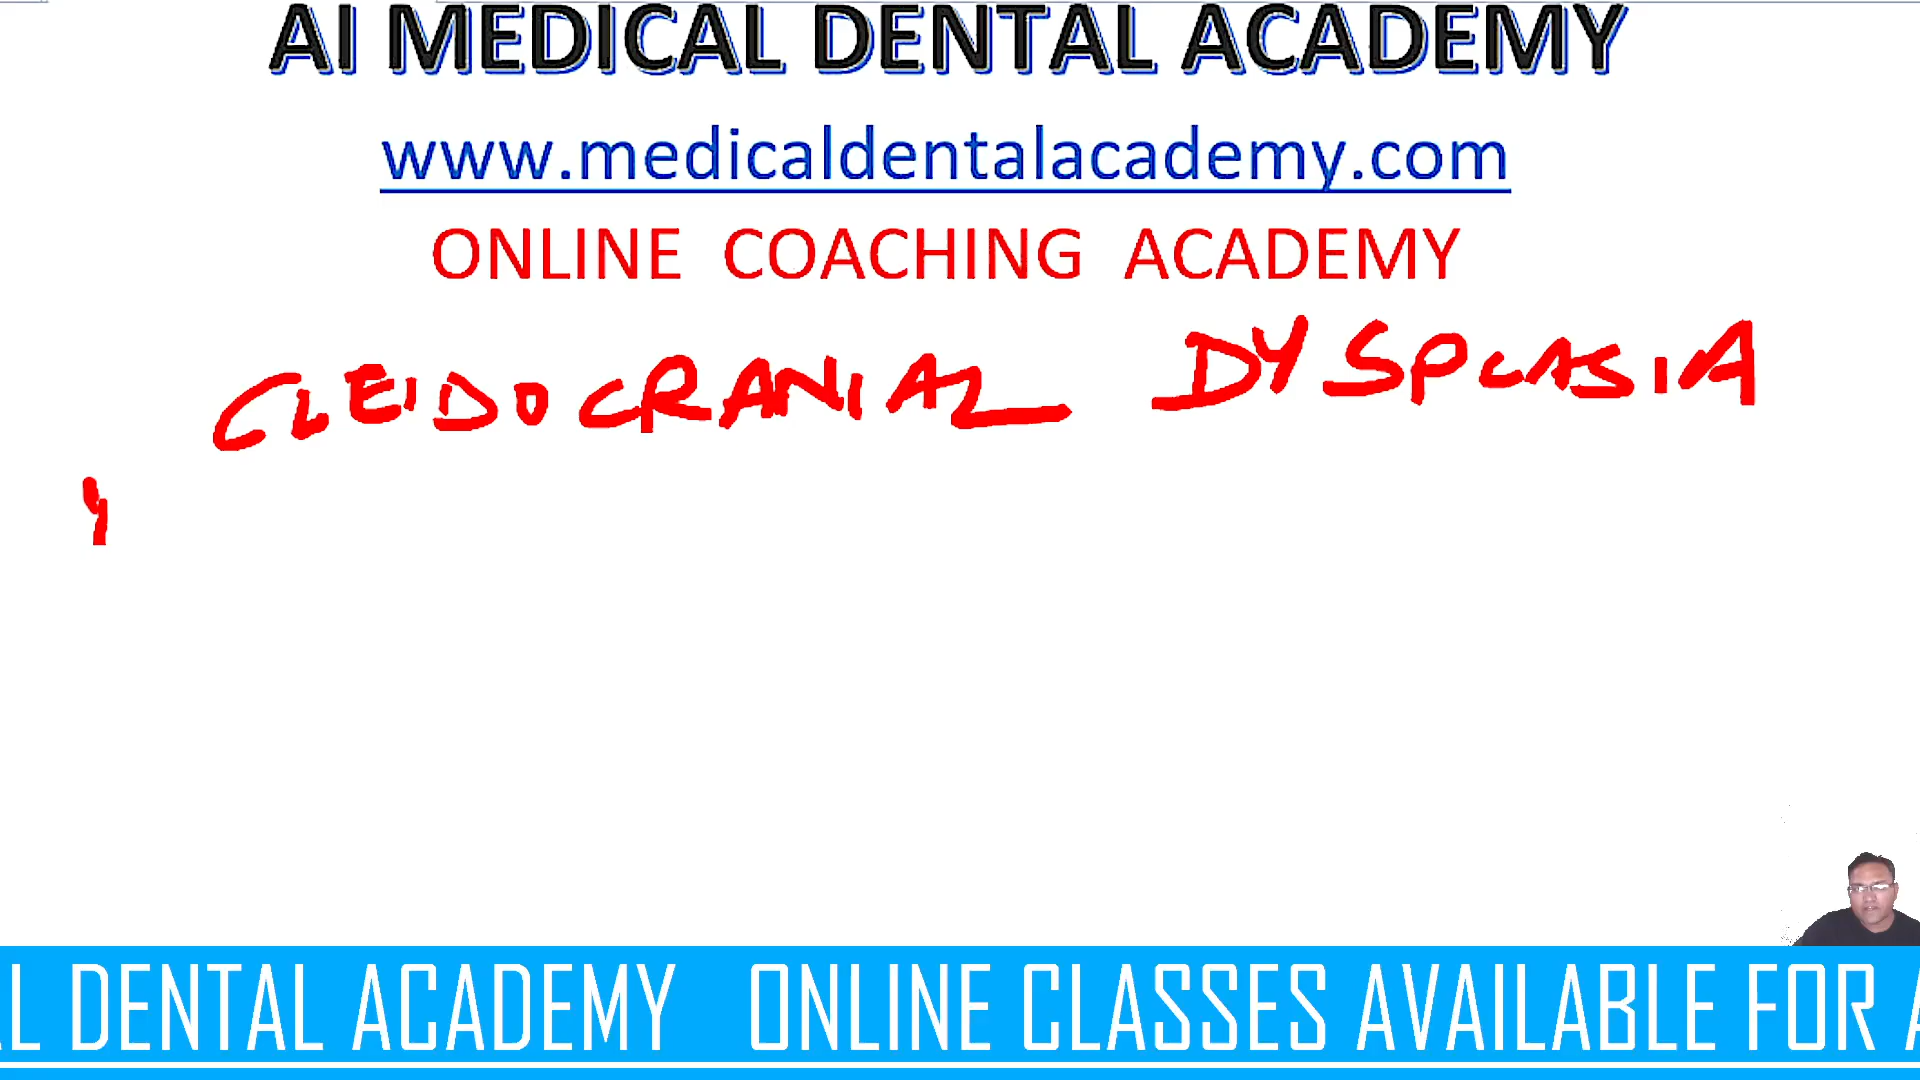 AI MEDICAL DENTAL ACADEMY
www.medicaldentalacademy.com
ONLINE COACHING ACADEMY
CLEIDOCRANIAL DYSPLASIA
L DENTAL ACADEMY ONLINE CLASSES AVAILABLE FOR A